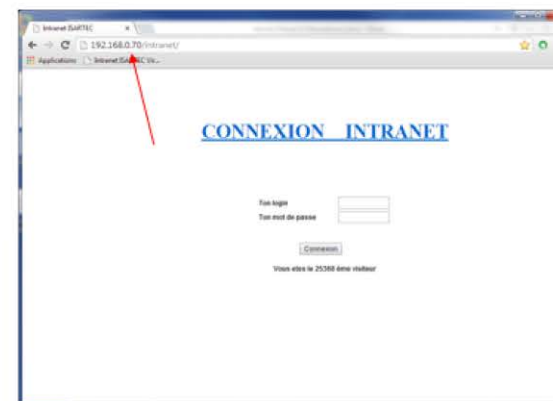 Intranet ISARTEC
192.168.0.70/intranet/
Applications
CONNEXION INTRANET
Ton login
Ton mot de passe
Connexion
Vous etes le 25368 ème visiteur